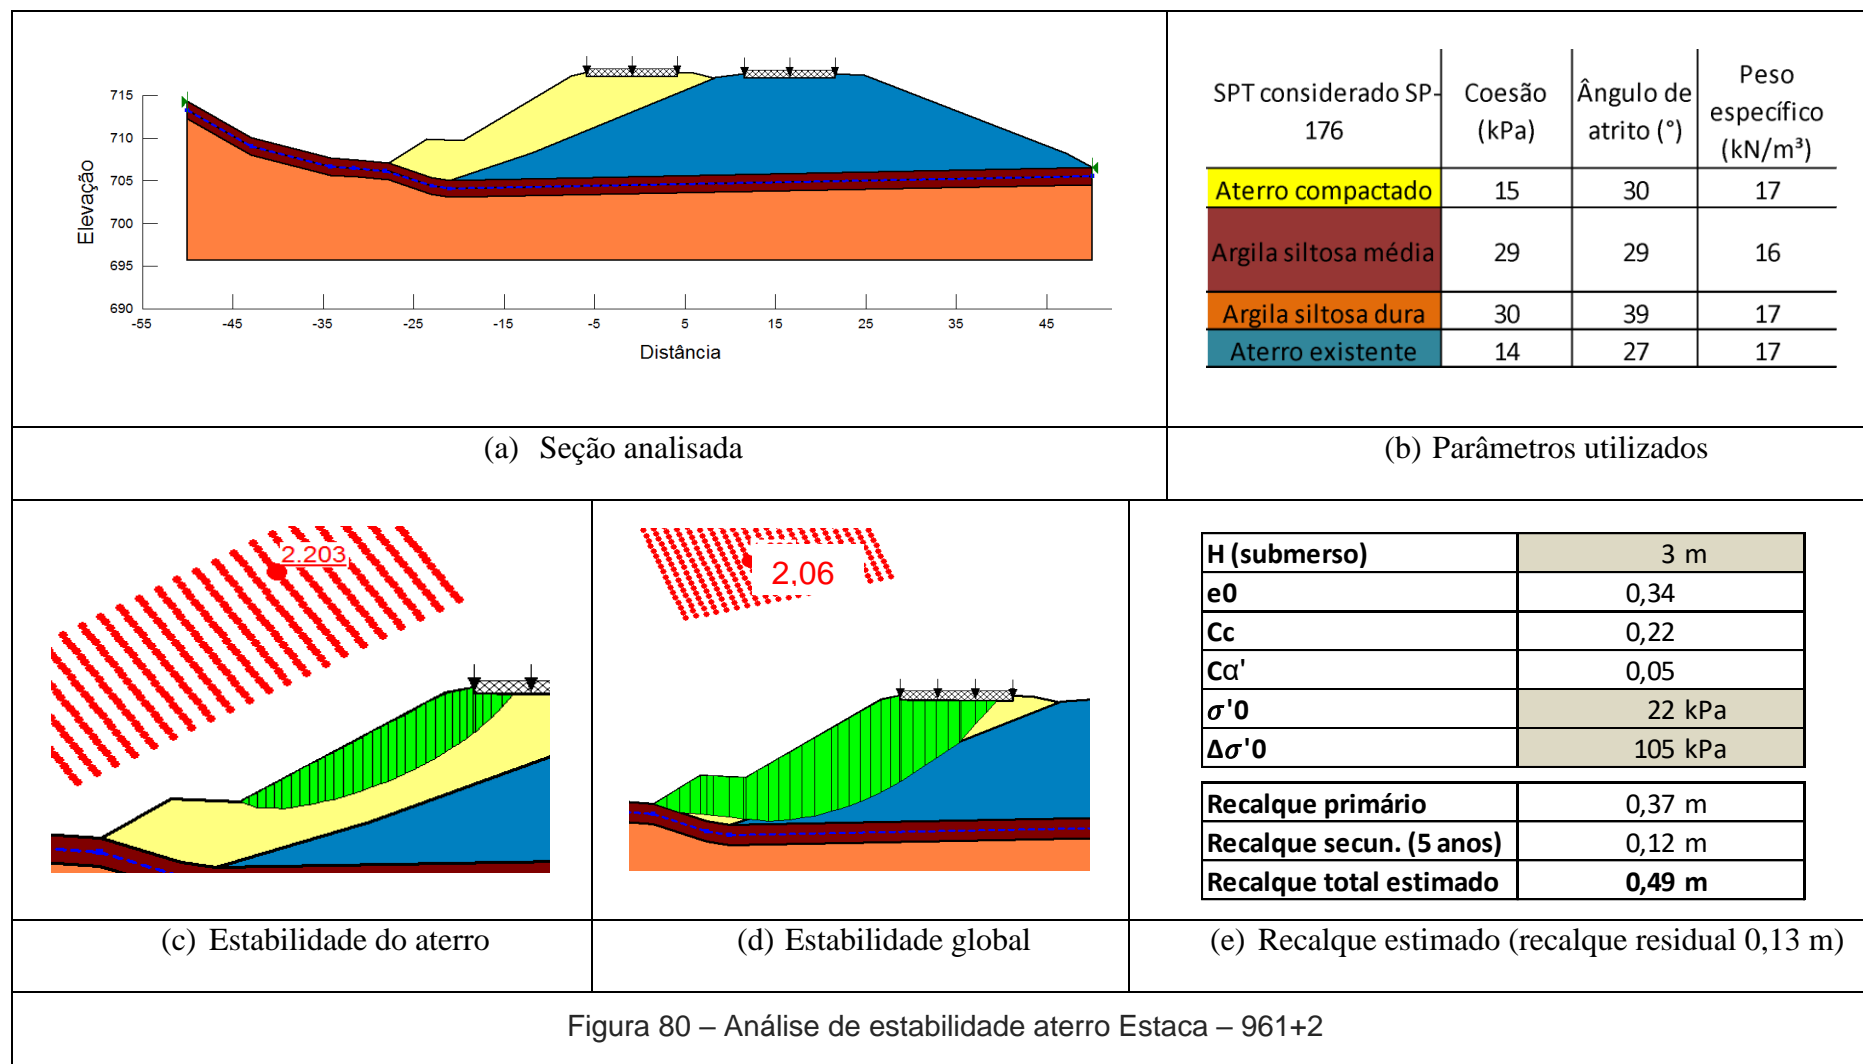 715
710
705
700
695
690
-55 -45 -35 -25 -15 -5 5 15 25 35 45
Elevação
Distância
SPT considerado SP-176 Coesão (kPa) Ângulo de atrito (°) Peso específico (kN/m³)
Aterro compactado 15 30 17
Argila siltosa média 29 29 16
Argila siltosa dura 30 39 17
Aterro existente 14 27 17
(a) Seção analisada
(b) Parâmetros utilizados
2.203
2,06
H (submerso) 3 m
e0 0,34
Cc 0,22
Cα' 0,05
σ'0 22 kPa
Δσ'0 105 kPa
Recalque primário 0,37 m
Recalque secun. (5 anos) 0,12 m
Recalque total estimado 0,49 m
(c) Estabilidade do aterro
(d) Estabilidade global
(e) Recalque estimado (recalque residual 0,13 m)
Figura 80 – Análise de estabilidade aterro Estaca – 961+2